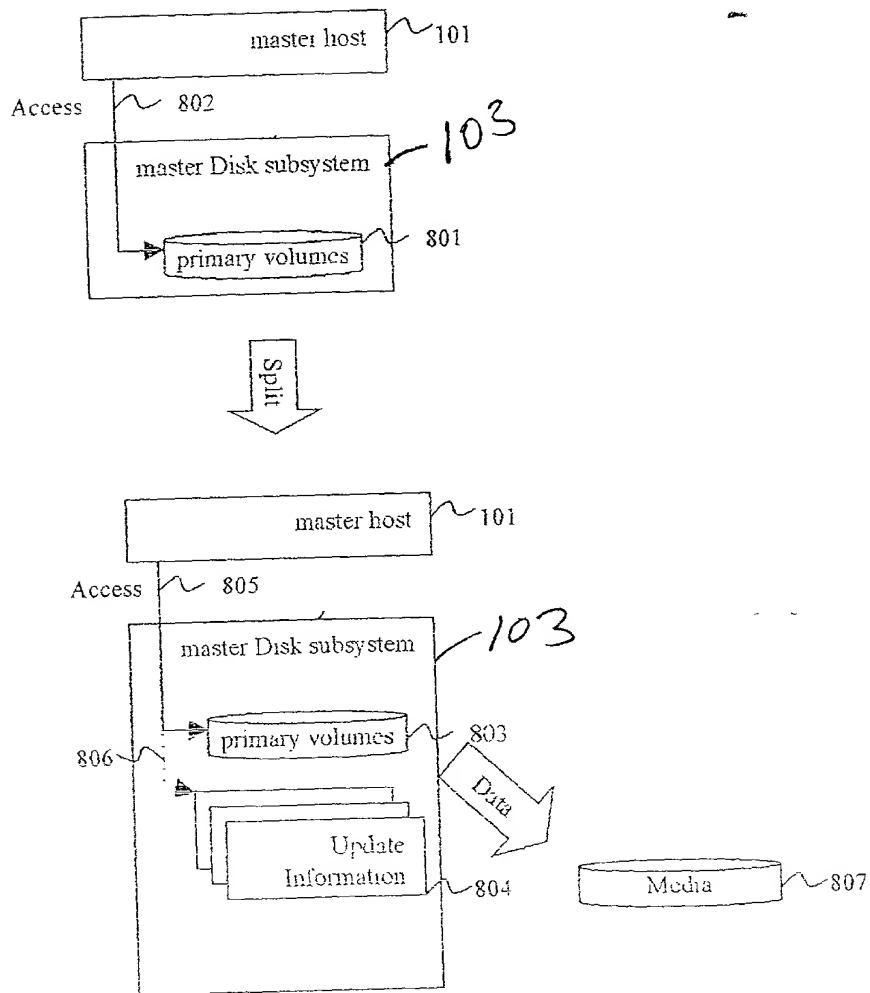 master host
101
Access
802
103
master Disk subsystem
801
primary volumes
Split
master host
101
Access
805
103
master Disk subsystem
primary volumes
803
806
Data
Update
Information
804
Media
807